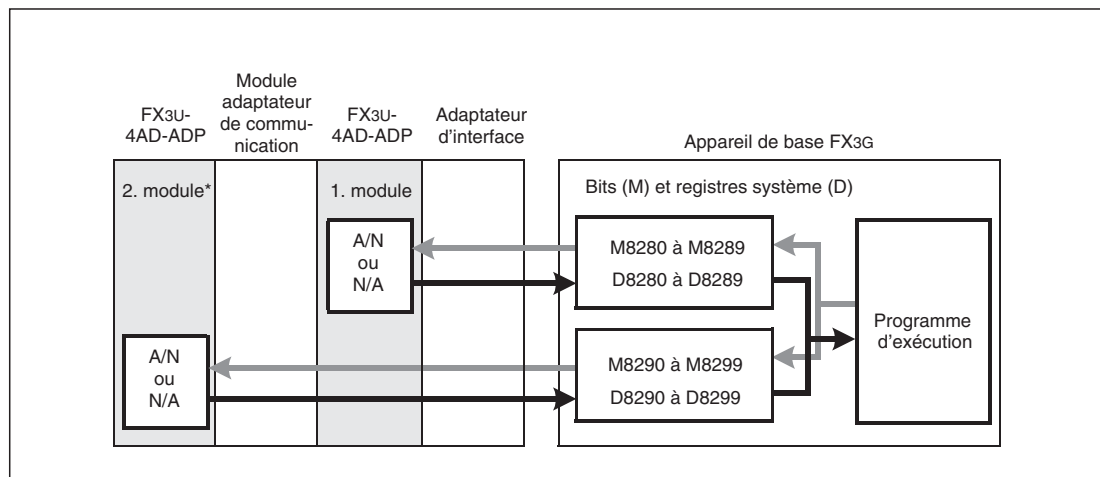 FX3U-
4AD-ADP
Module
adaptateur
de commu-
nication
FX3U-
4AD-ADP
Adaptateur
d'interface
Appareil de base FX3G
2. module*
1. module
Bits (M) et registres système (D)
A/N
ou
N/A
M8280 à M8289
D8280 à D8289
Programme
d'exécution
A/N
ou
N/A
M8290 à M8299
D8290 à D8299